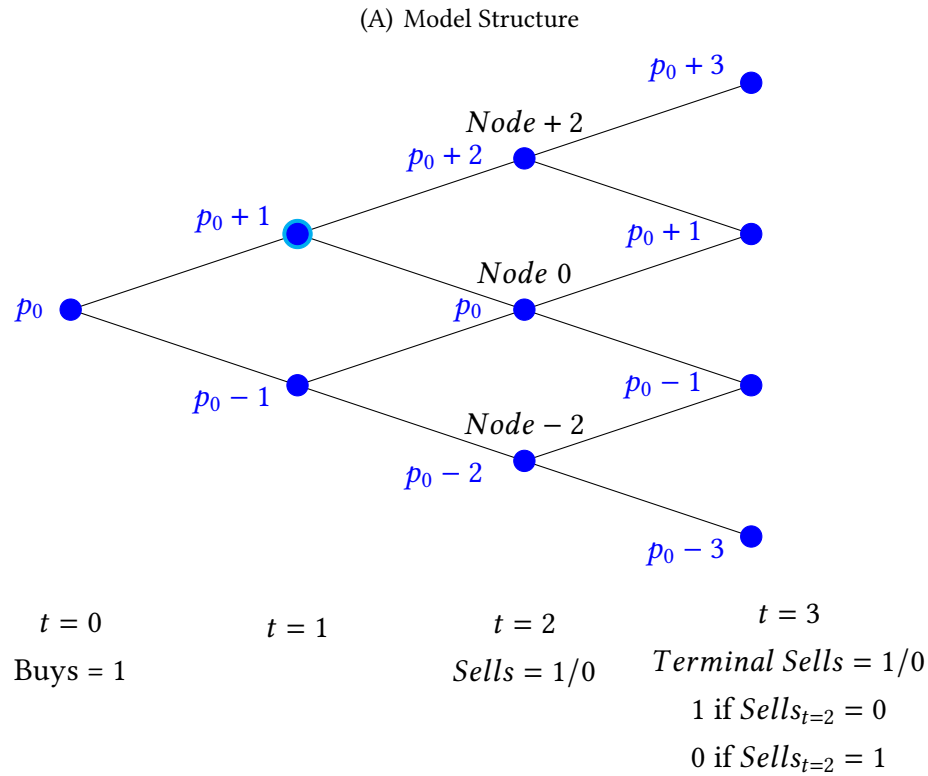 (A) Model Structure
p₀ + 3
Node + 2
p₀ + 2
p₀ + 1
p₀ + 1
Node 0
p₀
p₀
p₀ − 1
p₀ − 1
Node − 2
p₀ − 2
p₀ − 3
t = 0
t = 1
t = 2
t = 3
Buys = 1
Sells = 1/0
Terminal Sells = 1/0
1 if Sellsₜ₌₂ = 0
0 if Sellsₜ₌₂ = 1